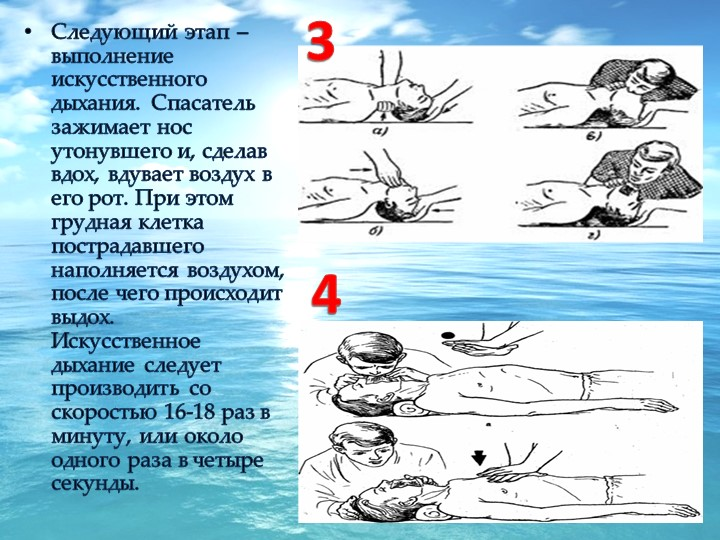 • Следующий этап –
выполнение
искусственного
дыхания. Спасатель
зажимает нос
утонувшего и, сделав
вдох, вдувает воздух в
его рот. При этом
грудная клетка
пострадавшего
наполняется воздухом,
после чего происходит
выдох.
Искусственное
дыхание следует
производить со
скоростью 16-18 раз в
минуту, или около
одного раза в четыре
секунды.
3
а)
в)
б)
г)
4